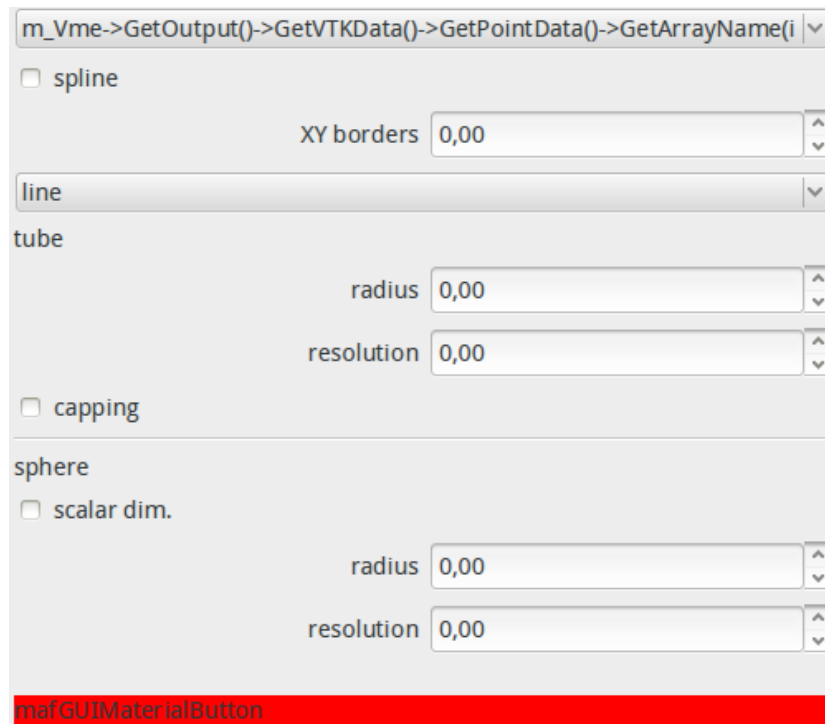 m_Vme->GetOutput()->GetVTKData()->GetPointData()->GetArrayName(i
spline
XY borders 0,00
line
tube
radius 0,00
resolution 0,00
capping
sphere
scalar dim.
radius 0,00
resolution 0,00
mafGUIMaterialButton